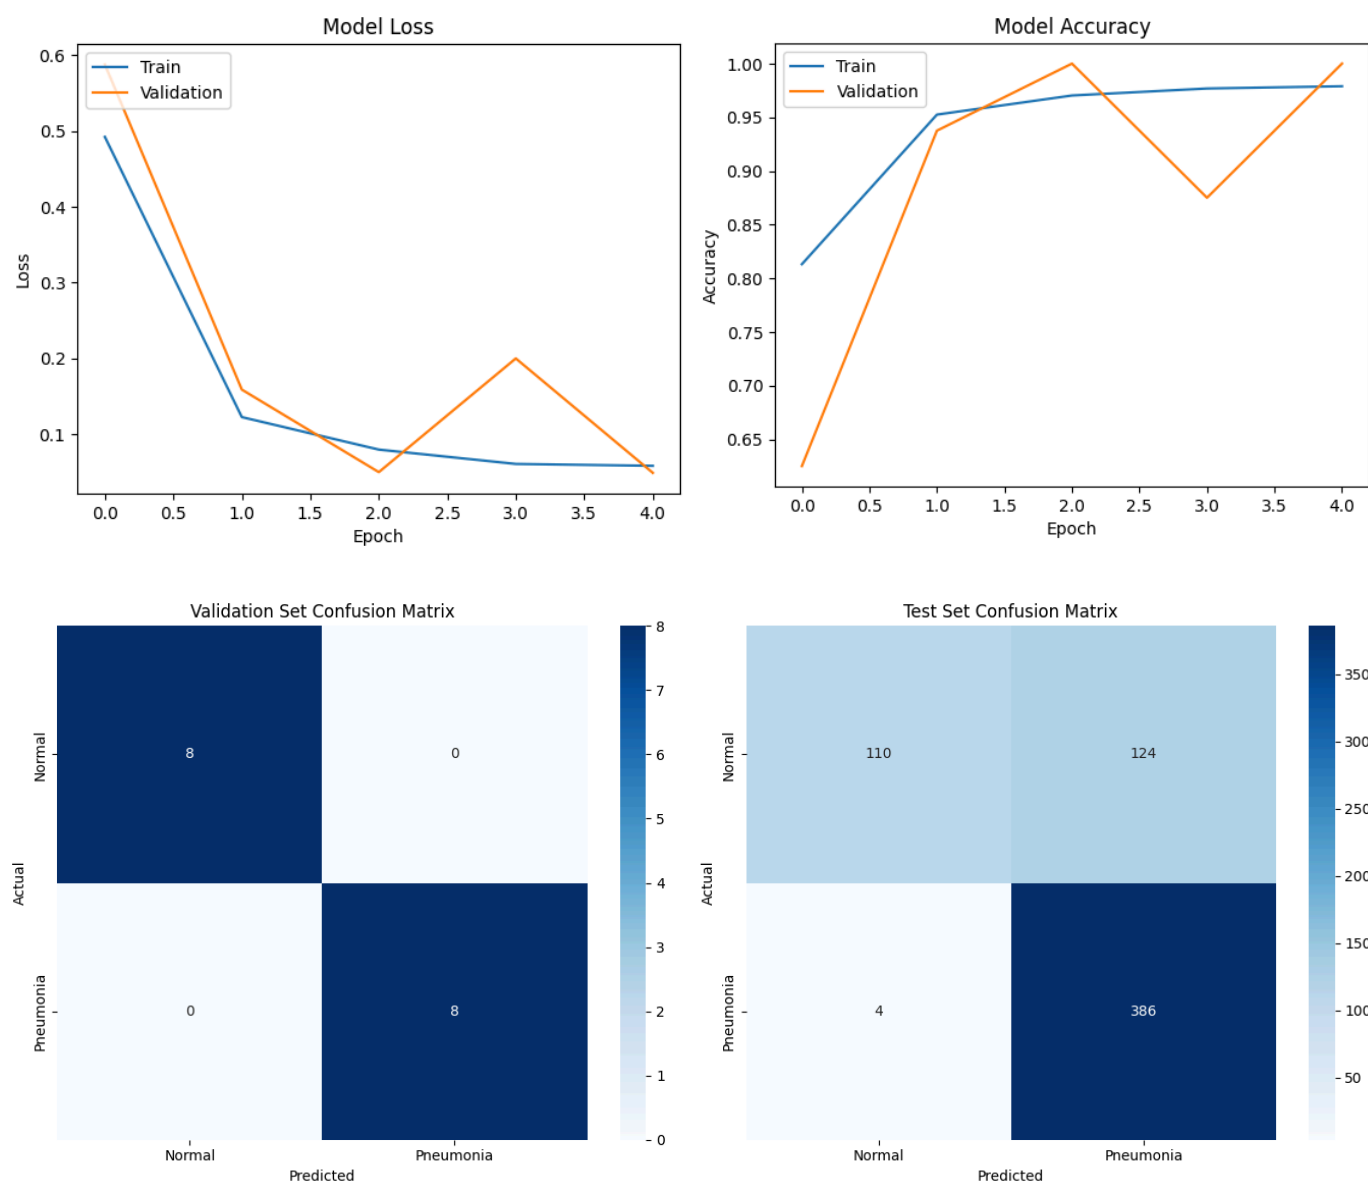 Model Loss
Train
Validation
0.6
0.5
0.4
0.3
0.2
0.1
Loss
0.0 0.5 1.0 1.5 2.0 2.5 3.0 3.5 4.0
Epoch
Model Accuracy
Train
Validation
1.00
0.95
0.90
0.85
0.80
0.75
0.70
0.65
Accuracy
0.0 0.5 1.0 1.5 2.0 2.5 3.0 3.5 4.0
Epoch
Validation Set Confusion Matrix
Actual
Normal
8 0
Pneumonia
0 8
Normal Pneumonia
Predicted
8
7
6
5
4
3
2
1
0
Test Set Confusion Matrix
Actual
Normal
110 124
Pneumonia
4 386
Normal Pneumonia
Predicted
350
300
250
200
150
100
50